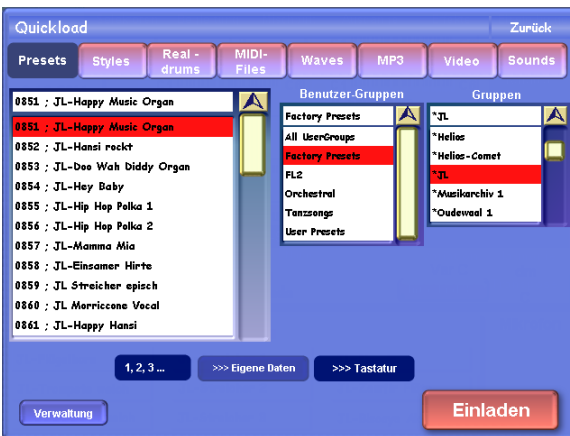 Quickload
Zurück
Presets
Styles
Real -
drums
MIDI-
Files
Waves
MP3
Video
Sounds
0851 ; JL-Happy Music Organ
0851 ; JL-Happy Music Organ
0852 ; JL-Hansi rockt
0853 ; JL-Doo Wah Diddy Organ
0854 ; JL-Hey Baby
0855 ; JL-Hip Hop Polka 1
0856 ; JL-Hip Hop Polka 2
0857 ; JL-Mamma Mia
0858 ; JL-Einsamer Hirte
0859 ; JL Streicher episch
0860 ; JL Morriccone Vocal
0861 ; JL-Happy Hansi
Benutzer-Gruppen
Factory Presets
All UserGroups
Factory Presets
FL2
Orchestral
Tanzsongs
User Presets
Gruppen
*JL
*Helios
*Helios-Comet
*JL
*Musikarchiv 1
*Oudewaal 1
1, 2, 3 ...
>>> Eigene Daten
>>> Tastatur
Verwaltung
Einladen